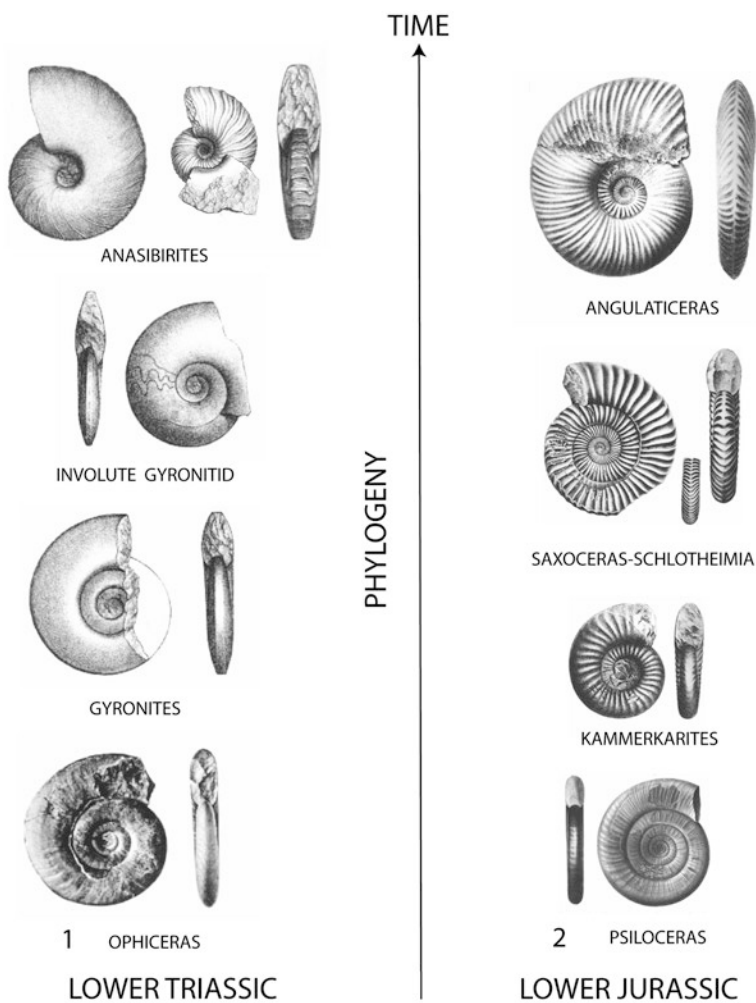 TIME
ANASIBIRITES
INVOLUTE GYRONITID
GYRONITES
1 OPHICERAS
LOWER TRIASSIC
PHYLOGENY
ANGULATICERAS
SAXOCERAS-SCHLOTHEIMIA
KAMMERKARITES
2 PSILOCERAS
LOWER JURASSIC